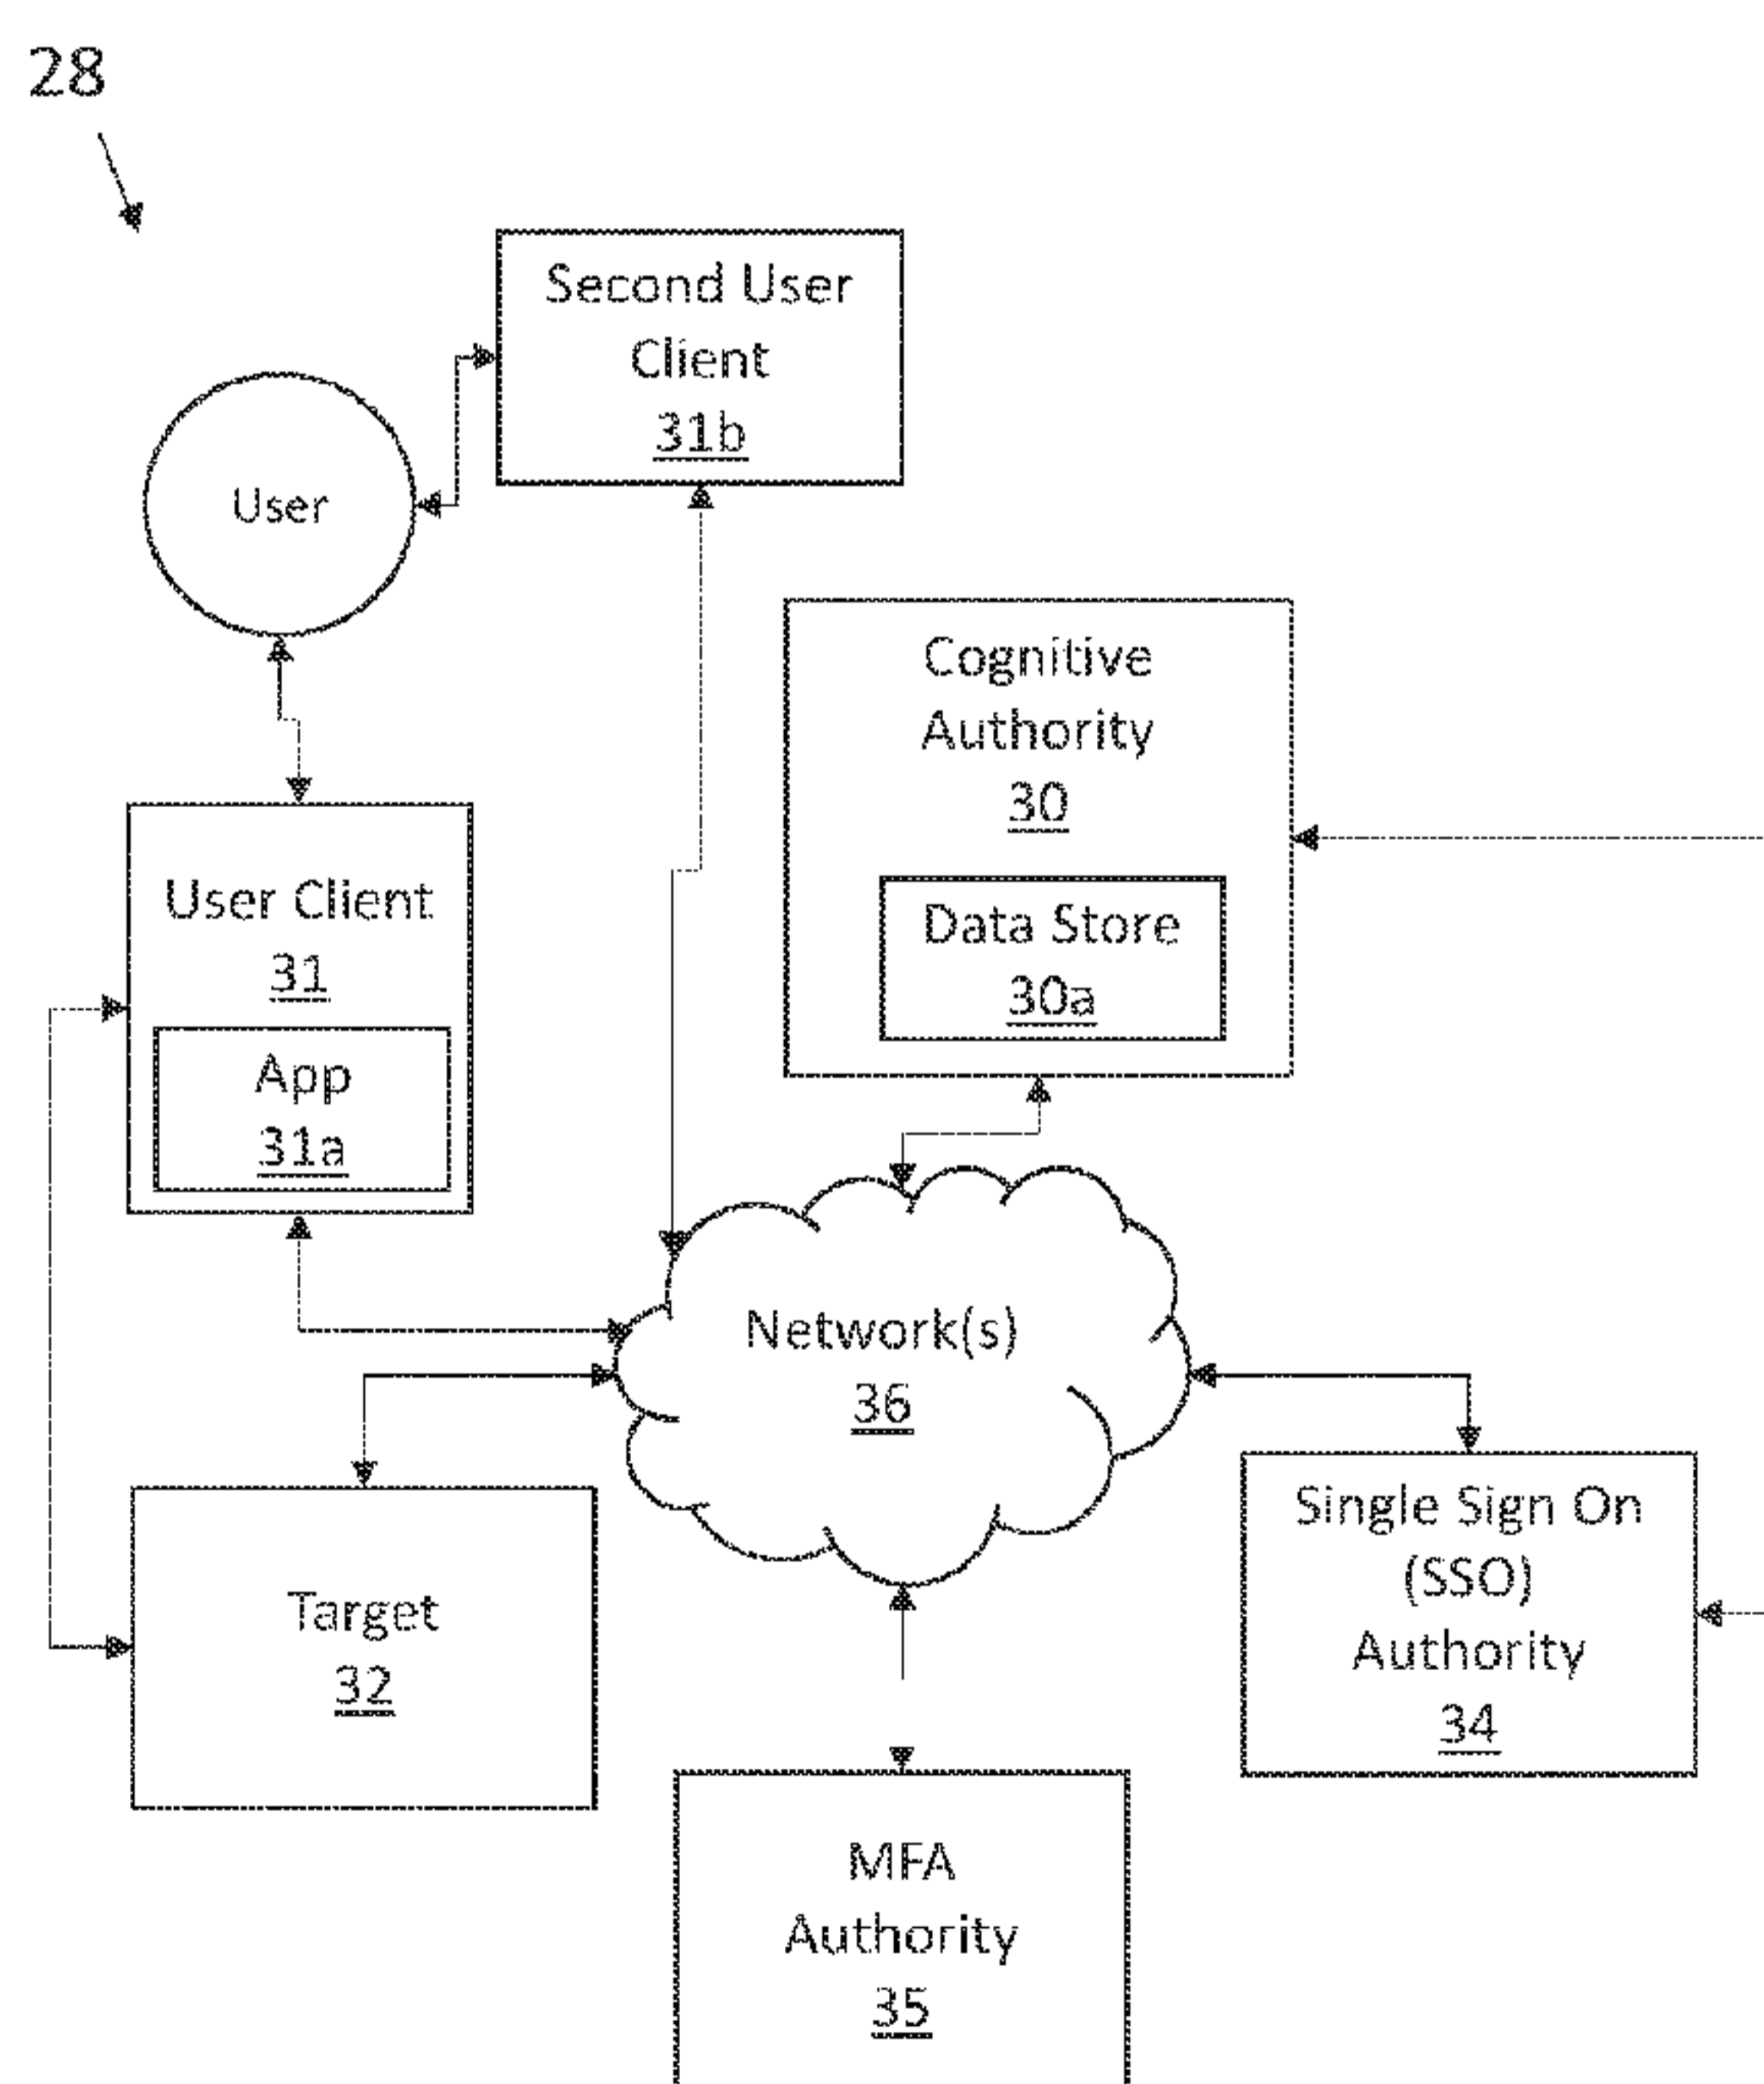 28
Second User
Client
31b
User
Cognitive
Authority
30
Data Store
30a
User Client
31
App
31a
Network(s)
36
Target
32
Single Sign On
(SSO)
Authority
34
MFA
Authority
35